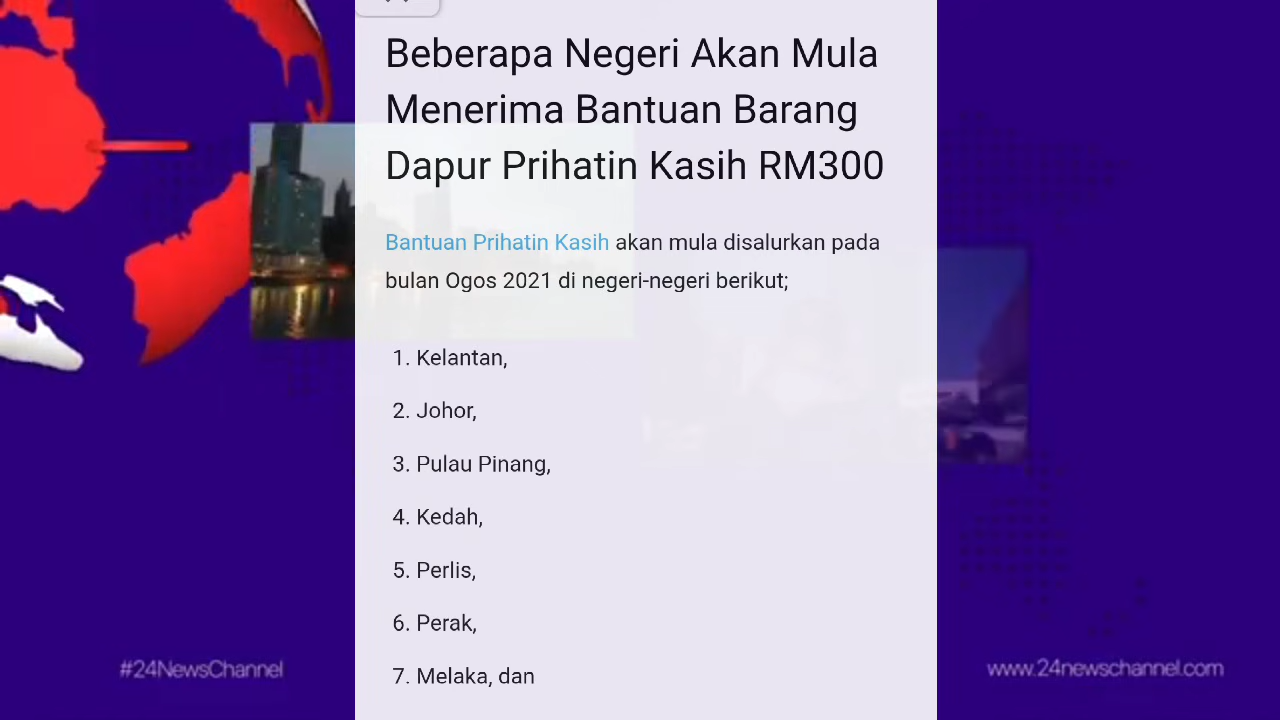 Beberapa Negeri Akan Mula
Menerima Bantuan Barang
Dapur Prihatin Kasih RM300
Bantuan Prihatin Kasih akan mula disalurkan pada
bulan Ogos 2021 di negeri-negeri berikut;
1. Kelantan,
2. Johor,
3. Pulau Pinang,
4. Kedah,
5. Perlis,
6. Perak,
7. Melaka, dan
#24NewsChannel
www.24newschannel.com